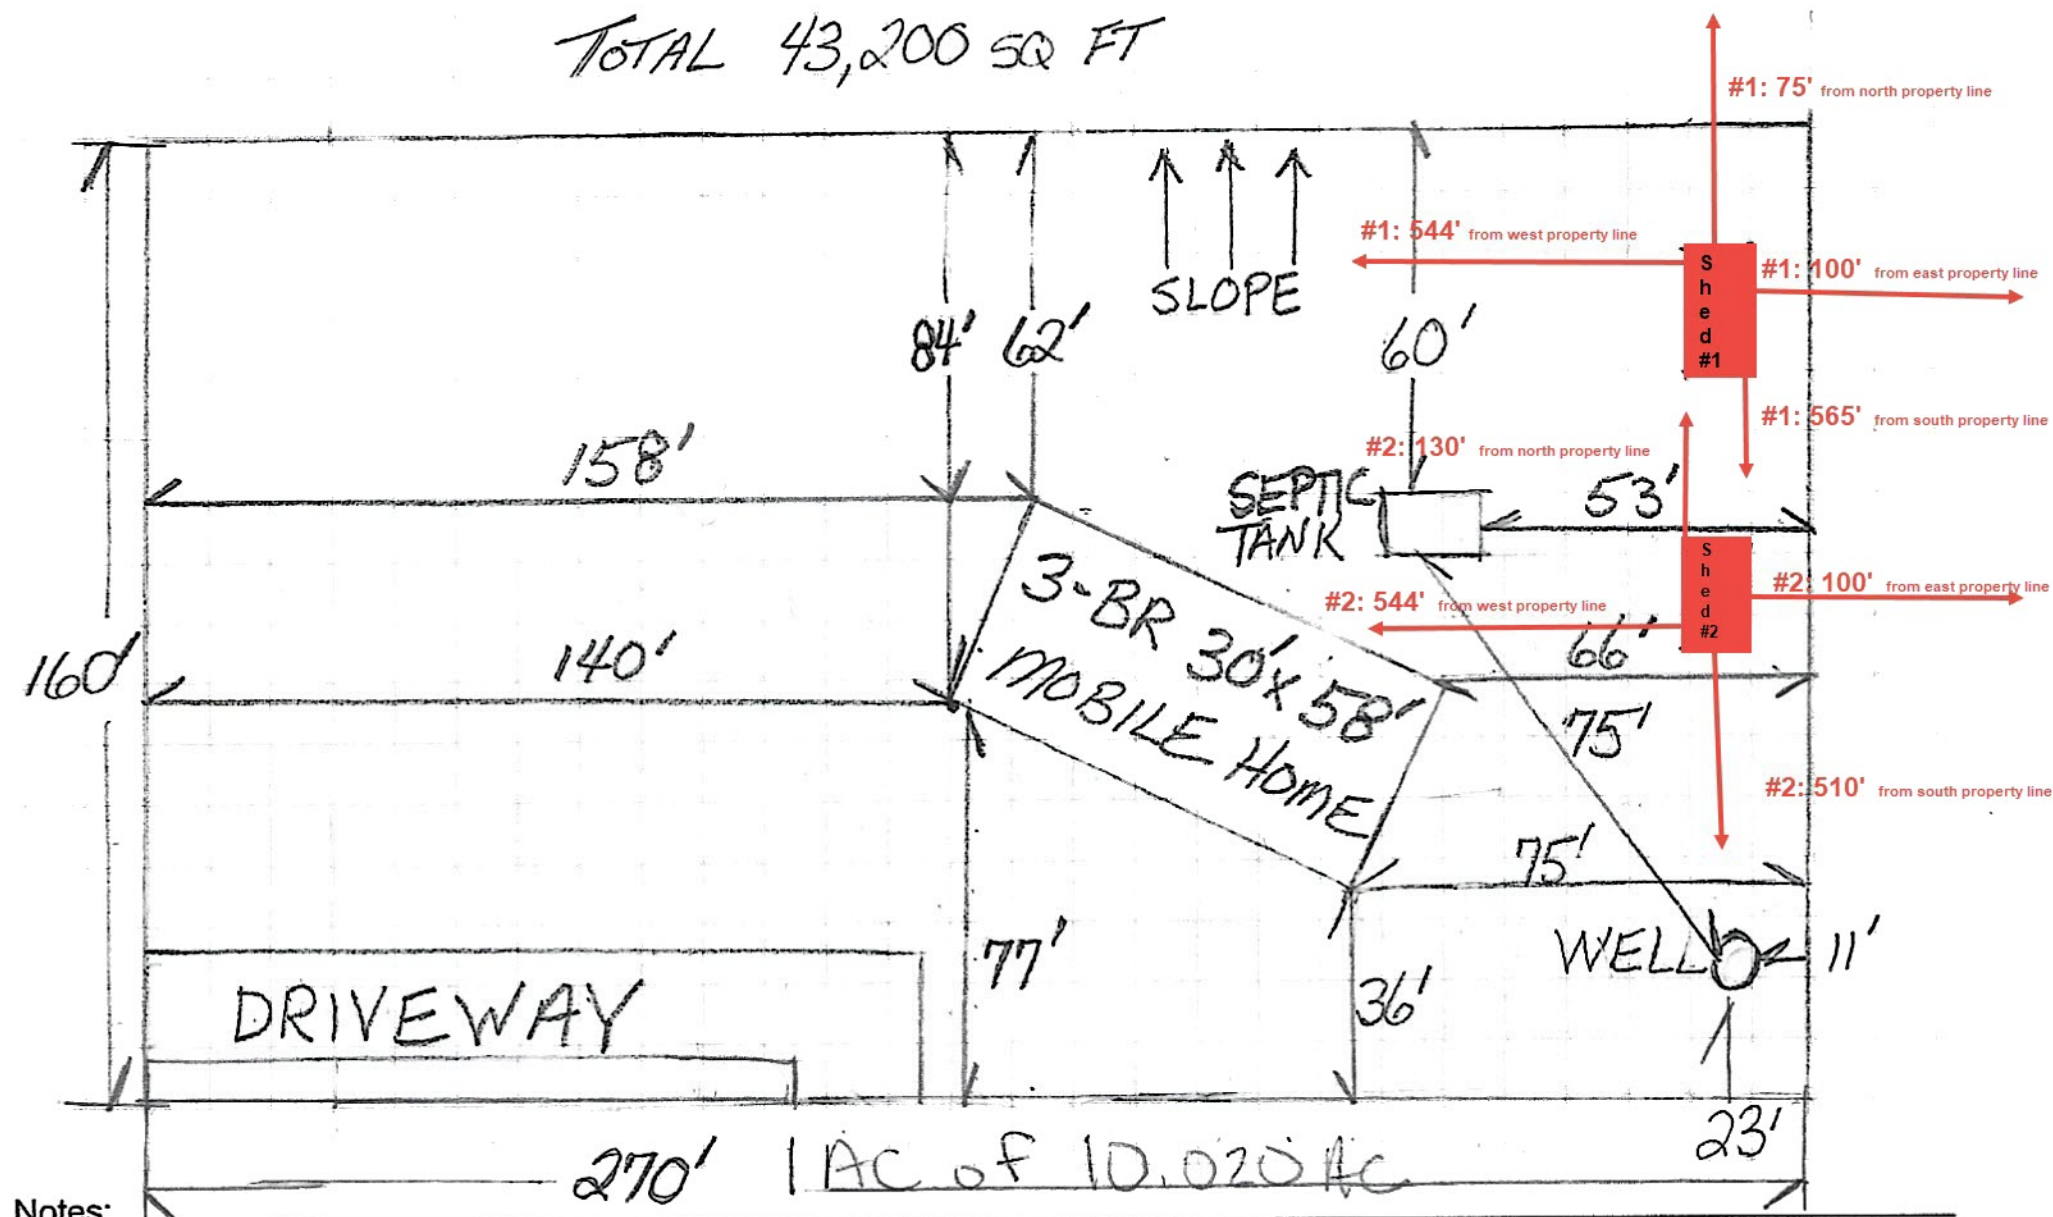 TOTAL 43,200 SQ FT
#1: 75' from north property line
#1: 544' from west property line
Shed #1
#1: 100' from east property line
SLOPE
84'
62'
60'
#1: 565' from south property line
158'
#2: 130' from north property line
SEPTIC
TANK
53'
3-BR 30'x58'
MOBILE HOME
Shed #2
#2: 100' from east property line
#2: 544' from west property line
66'
160'
140'
75'
#2: 510' from south property line
75'
77'
WELL
11'
DRIVEWAY
36'
23'
270' 1 AC of 10.020 AC
Notes: